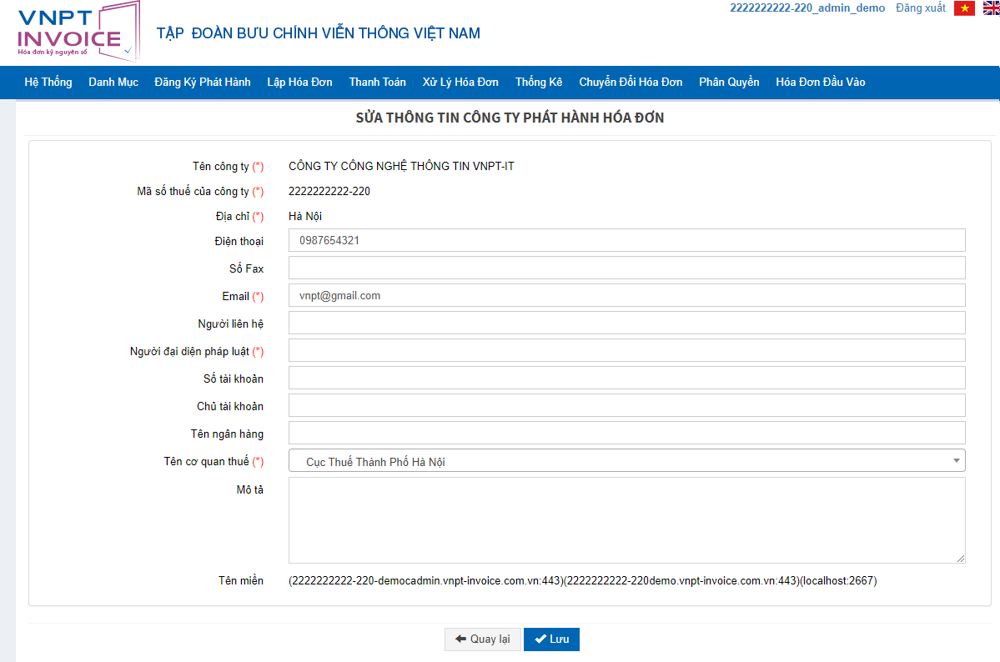 2222222222-220_admin_demo Đăng xuất
VNPT
INVOICE
Hóa đơn kỷ nguyên số
TẬP ĐOÀN BƯU CHÍNH VIỄN THÔNG VIỆT NAM
Hệ Thống Danh Mục Đăng Ký Phát Hành Lập Hóa Đơn Thanh Toán Xử Lý Hóa Đơn Thống Kê Chuyển Đổi Hóa Đơn Phân Quyền Hóa Đơn Đầu Vào
SỬA THÔNG TIN CÔNG TY PHÁT HÀNH HÓA ĐƠN
Tên công ty (*) CÔNG TY CÔNG NGHỆ THÔNG TIN VNPT-IT
Mã số thuế của công ty (*) 2222222222-220
Địa chỉ (*) Hà Nội
Điện thoại 0987654321
Số Fax
Email (*) vnpt@gmail.com
Người liên hệ
Người đại diện pháp luật (*)
Số tài khoản
Chủ tài khoản
Tên ngân hàng
Tên cơ quan thuế (*) Cục Thuế Thành Phố Hà Nội
Mô tả
Tên miền (2222222222-220-democadmin.vnpt-invoice.com.vn:443)(2222222222-220demo.vnpt-invoice.com.vn:443)(localhost:2667)
Quay lại Lưu